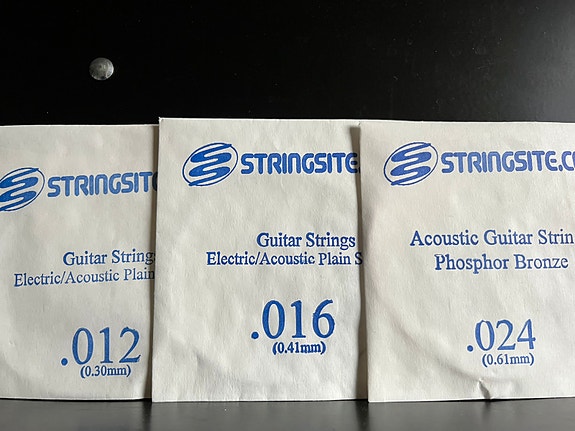 STRINGSITE
Guitar Strings
Electric/Acoustic Plain
.012
(0.30mm)
STRINGSITE
Guitar Strings
Electric/Acoustic Plain S
.016
(0.41mm)
STRINGSITE.C
Acoustic Guitar Strin
Phosphor Bronze
.024
(0.61mm)